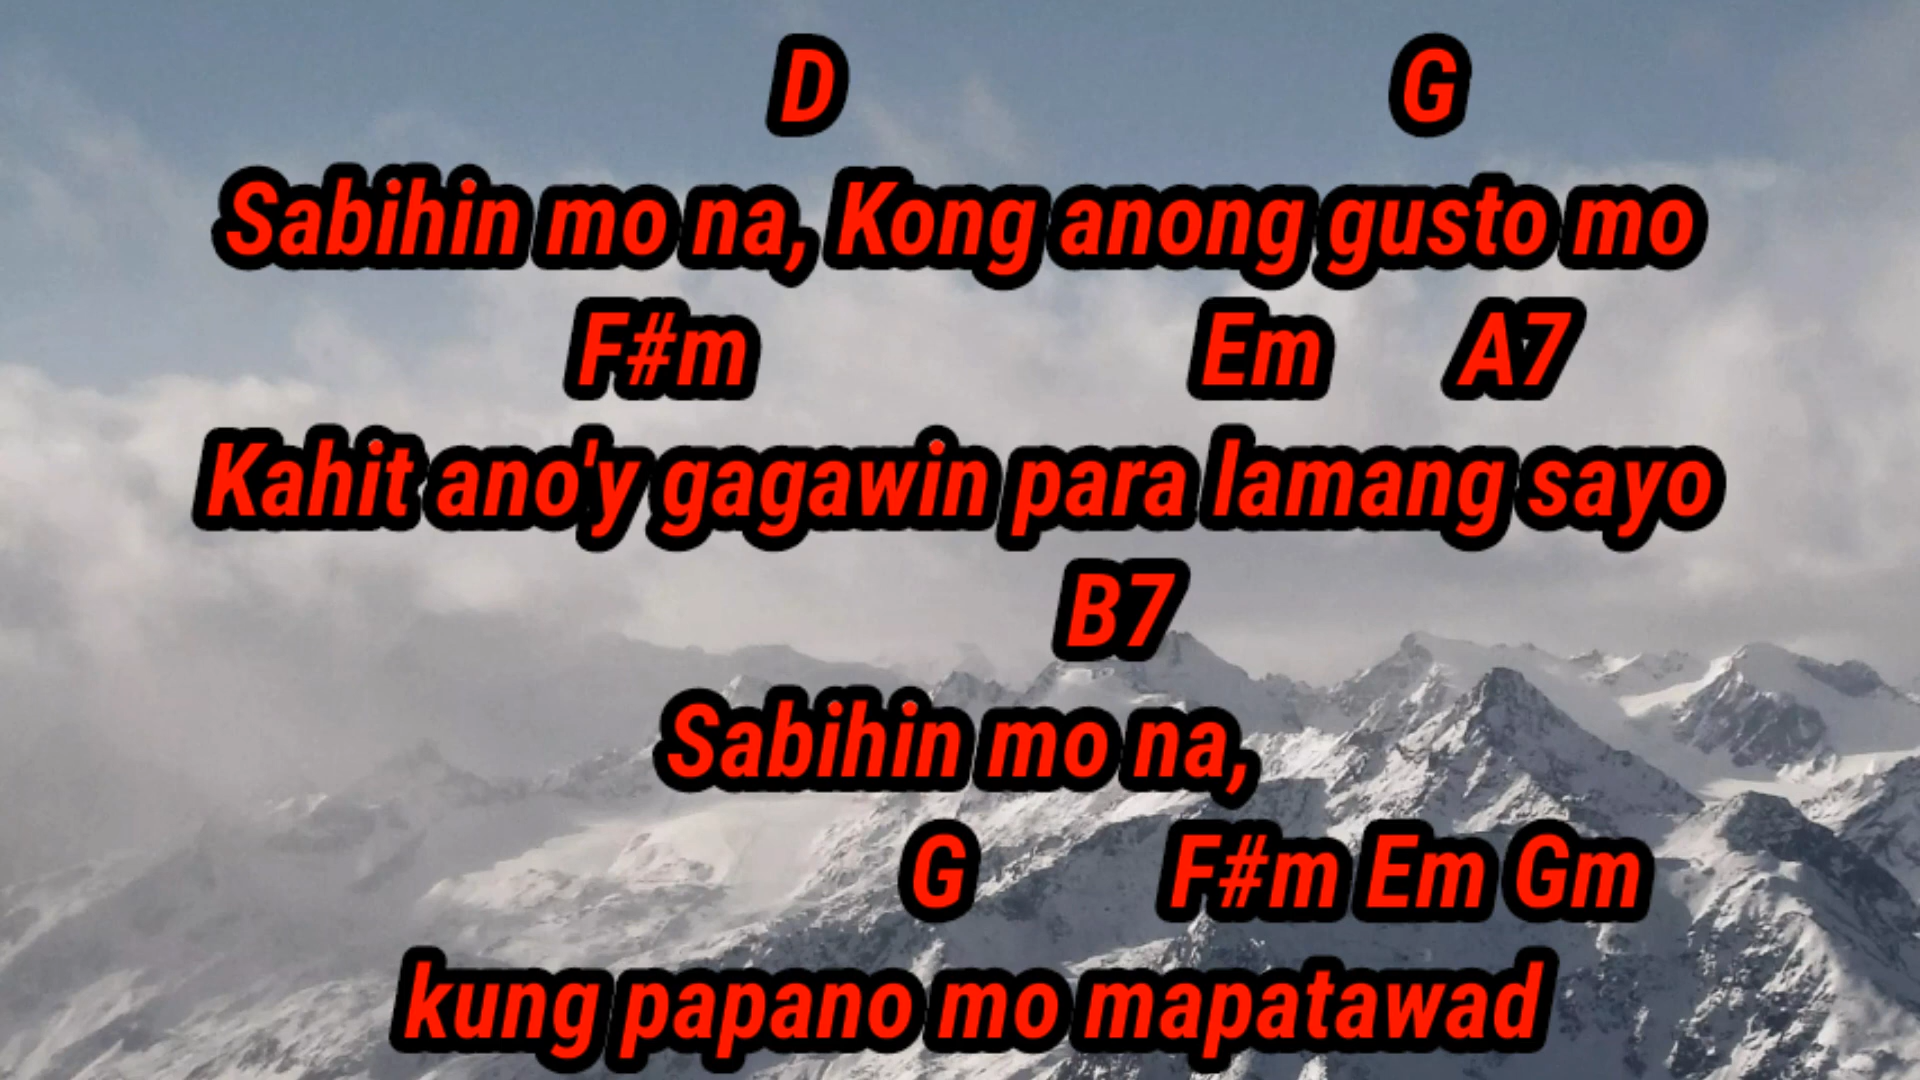 D G
Sabihin mo na, Kong anong gusto mo
F#m Em A7
Kahit ano'y gagawin para lamang sayo
B7
Sabihin mo na,
G F#m Em Gm
kung papano mo mapatawad